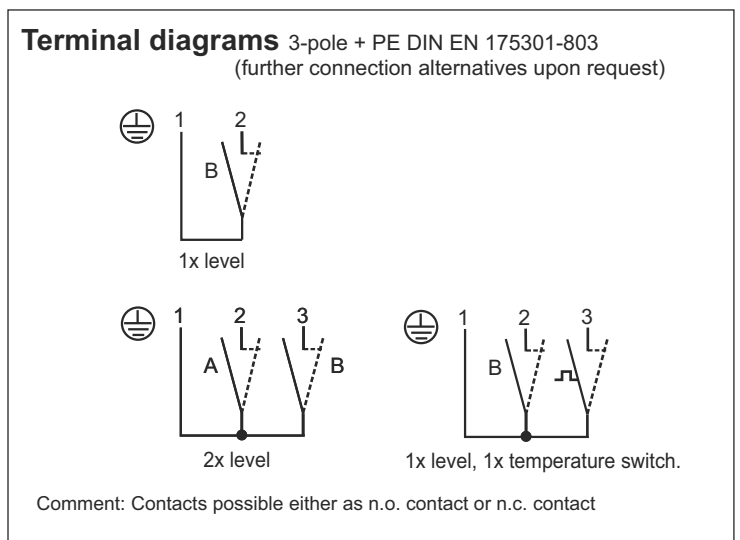 Terminal diagrams 3-pole + PE DIN EN 175301-803
(further connection alternatives upon request)
1 2
B
1x level
1 2 3
A B
2x level
1 2 3
B
1x level, 1x temperature switch.
Comment: Contacts possible either as n.o. contact or n.c. contact